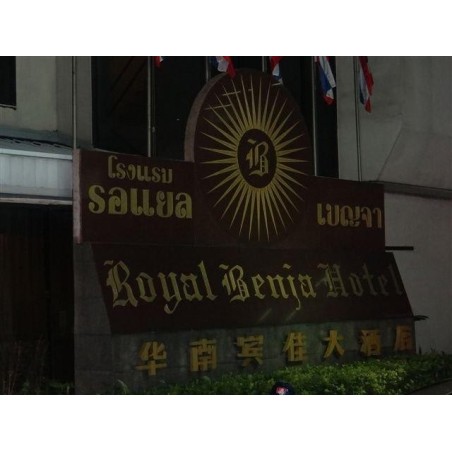 โรงแรม
รอแยล
B
เบญจา
Royal Benja Hotel
华南宾佳大酒店